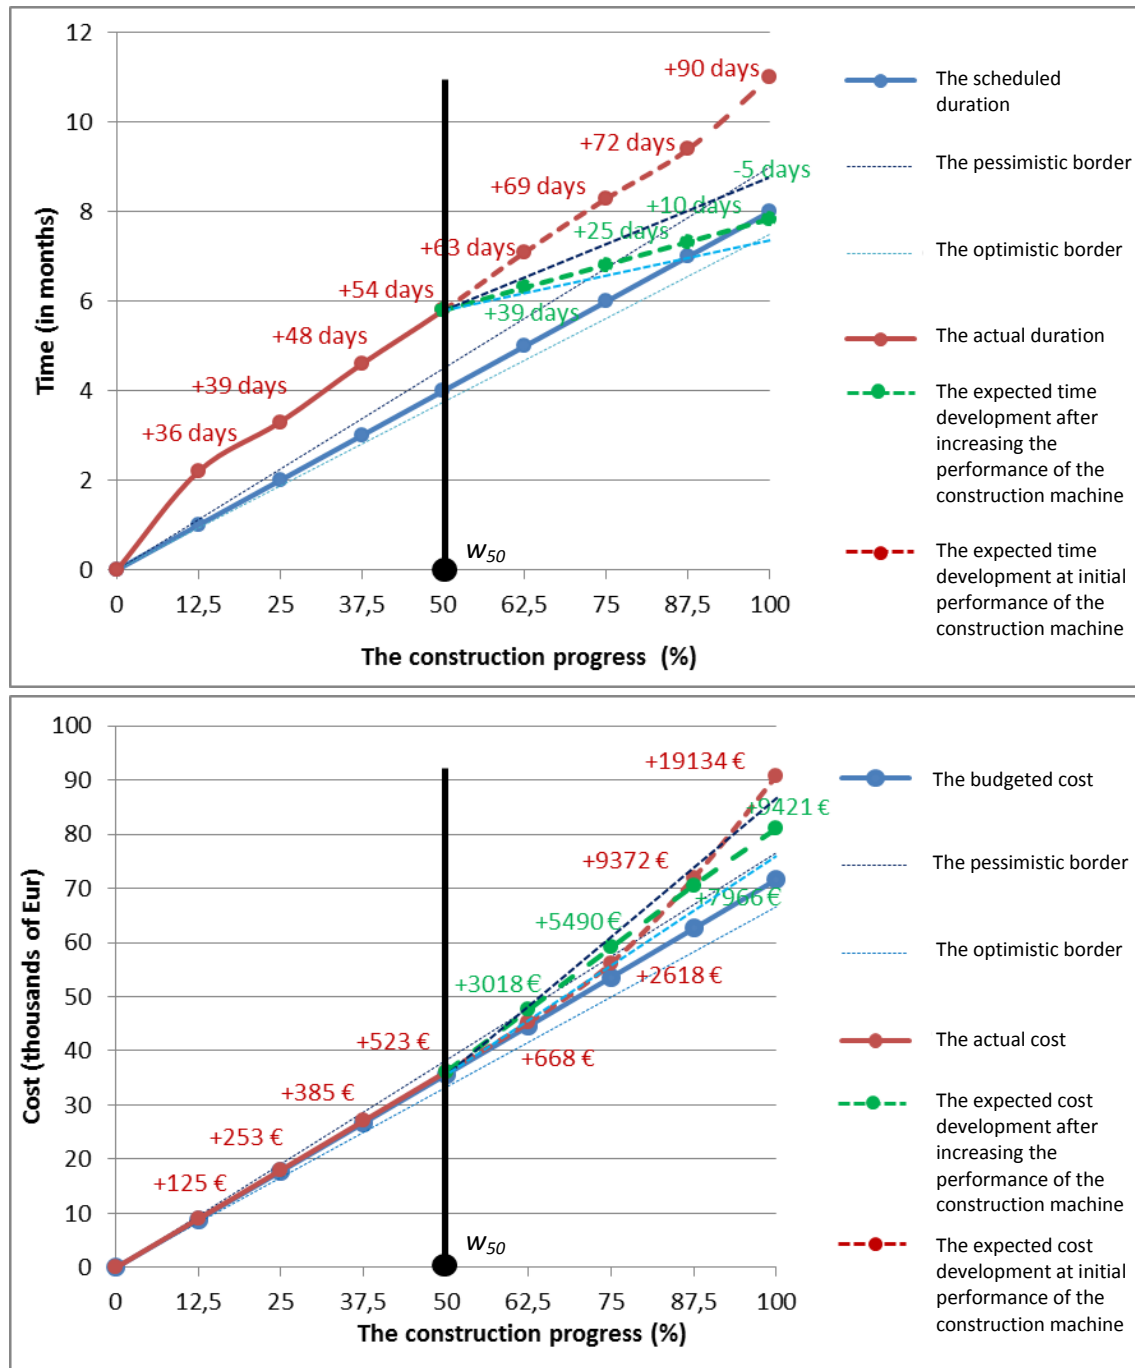 12
10
8
6
4
2
0
Time (in months)
+36 days
+39 days
+48 days
+54 days
+63 days
+69 days
+72 days
+90 days
-5 days
+10 days
+25 days
+39 days
w50
0 12,5 25 37,5 50 62,5 75 87,5 100
The construction progress (%)
The scheduled
duration
The pessimistic border
The optimistic border
The actual duration
The expected time
development after
increasing the
performance of the
construction machine
The expected time
development at initial
performance of the
construction machine
100
90
80
70
60
50
40
30
20
10
0
Cost (thousands of Eur)
+125 €
+253 €
+385 €
+523 €
+3018 €
+5490 €
+9372 €
+19134 €
+9421 €
+7966 €
+2618 €
+668 €
w50
0 12,5 25 37,5 50 62,5 75 87,5 100
The construction progress (%)
The budgeted cost
The pessimistic border
The optimistic border
The actual cost
The expected cost
development after
increasing the
performance of the
construction machine
The expected cost
development at initial
performance of the
construction machine